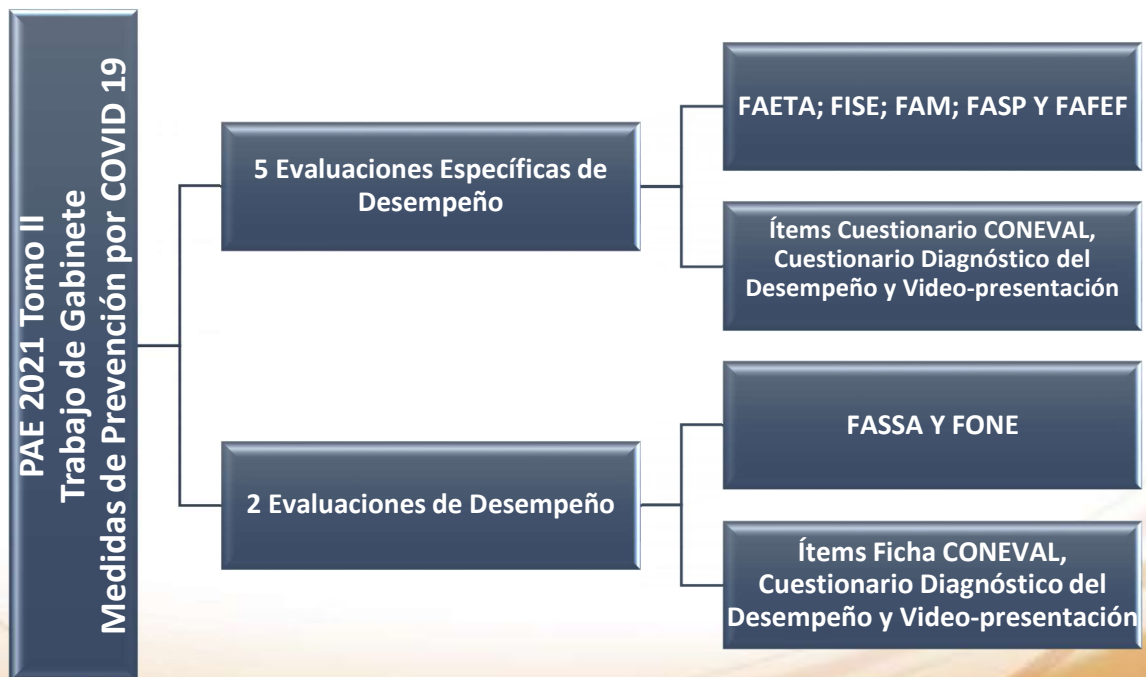 PAE 2021 Tomo II
Trabajo de Gabinete
Medidas de Prevención por COVID 19
5 Evaluaciones Específicas de
Desempeño
FAETA; FISE; FAM; FASP Y FAFEF
Ítems Cuestionario CONEVAL,
Cuestionario Diagnóstico del
Desempeño y Video-presentación
2 Evaluaciones de Desempeño
FASSA Y FONE
Ítems Ficha CONEVAL,
Cuestionario Diagnóstico del
Desempeño y Video-presentación